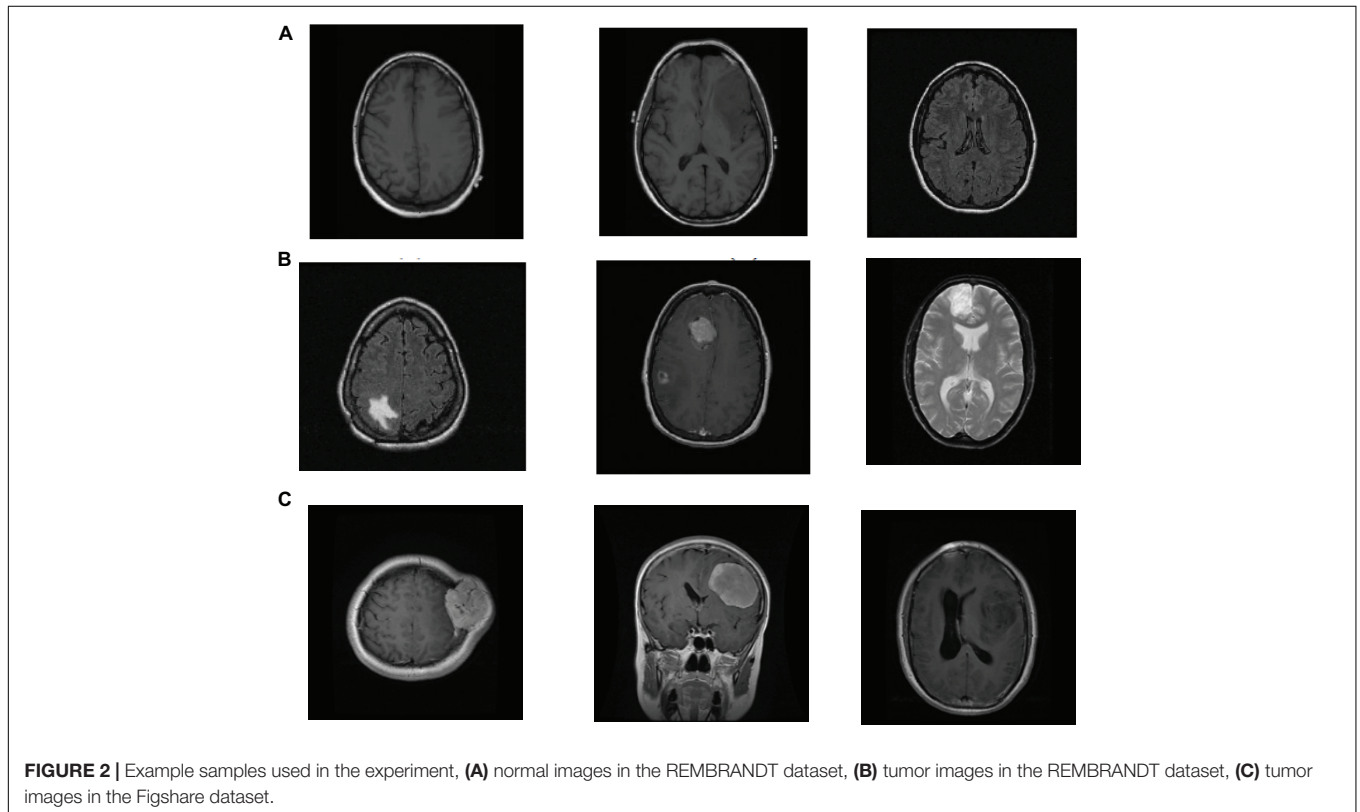 A
B
C
FIGURE 2 | Example samples used in the experiment, (A) normal images in the REMBRANDT dataset, (B) tumor images in the REMBRANDT dataset, (C) tumor
images in the Figshare dataset.